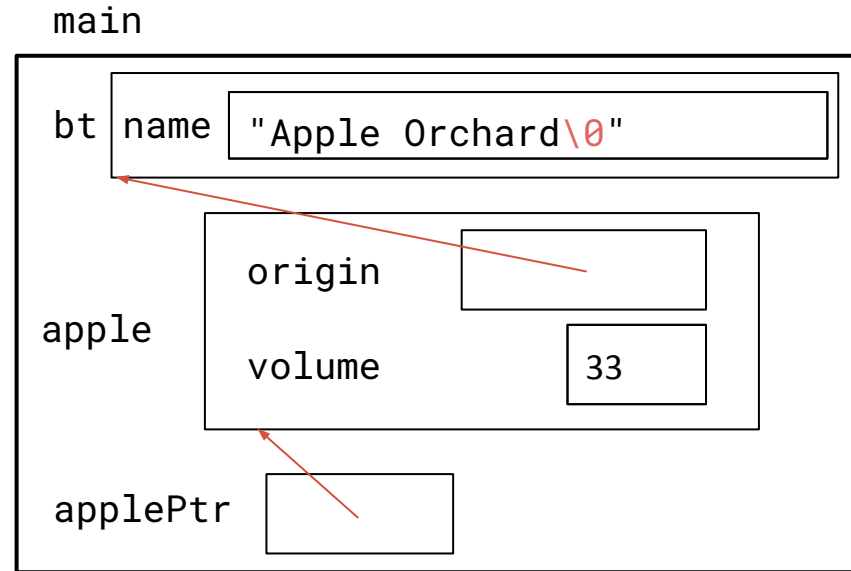 main
bt name "Apple Orchard\0"
origin
apple
volume 33
applePtr